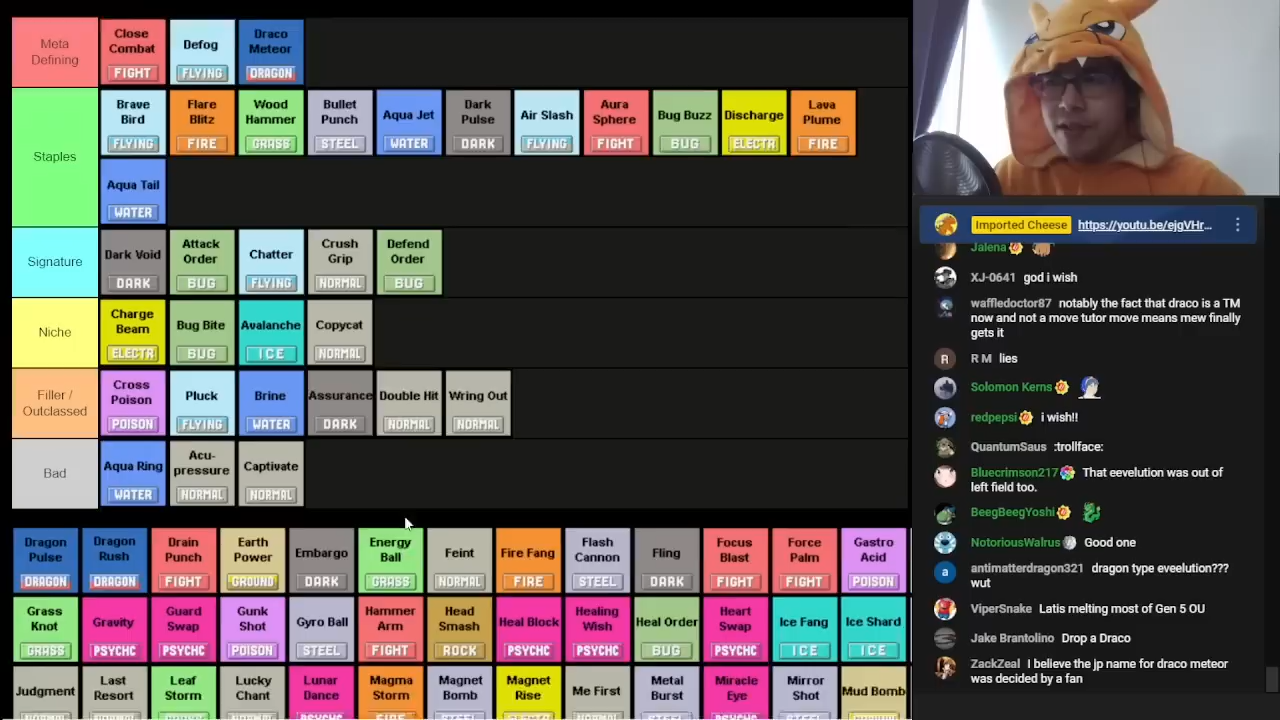 Meta
Defining
Close
Combat
FIGHT
Defog
FLYING
Draco
Meteor
DRAGON
Staples
Brave
Bird
FLYING
Flare
Blitz
FIRE
Wood
Hammer
GRASS
Bullet
Punch
STEEL
Aqua Jet
WATER
Dark
Pulse
DARK
Air Slash
FLYING
Aura
Sphere
FIGHT
Bug Buzz
BUG
Discharge
ELECTR
Lava
Plume
FIRE
Aqua Tail
WATER
Signature
Dark Void
DARK
Attack
Order
BUG
Chatter
FLYING
Crush
Grip
NORMAL
Defend
Order
BUG
Niche
Charge
Beam
ELECTR
Bug Bite
BUG
Avalanche
ICE
Copycat
NORMAL
Filler /
Outclassed
Cross
Poison
POISON
Pluck
FLYING
Brine
WATER
Assurance
DARK
Double Hit
NORMAL
Wring Out
NORMAL
Bad
Aqua Ring
WATER
Acu-
pressure
NORMAL
Captivate
NORMAL
Dragon
Pulse
DRAGON
Dragon
Rush
DRAGON
Drain
Punch
FIGHT
Earth
Power
GROUND
Embargo
DARK
Energy
Ball
GRASS
Feint
NORMAL
Fire Fang
FIRE
Flash
Cannon
STEEL
Fling
DARK
Focus
Blast
FIGHT
Force
Palm
FIGHT
Gastro
Acid
POISON
Grass
Knot
GRASS
Gravity
PSYCHC
Guard
Swap
PSYCHC
Gunk
Shot
POISON
Gyro Ball
STEEL
Hammer
Arm
FIGHT
Head
Smash
ROCK
Heal Block
PSYCHC
Healing
Wish
PSYCHC
Heal Order
BUG
Heart
Swap
PSYCHC
Ice Fang
ICE
Ice Shard
ICE
Judgment
Last
Resort
Leaf
Storm
Lucky
Chant
Lunar
Dance
PSYCHC
Magma
Storm
FIRE
Magnet
Bomb
STEEL
Magnet
Rise
ELECTR
Me First
Metal
Burst
STEEL
Miracle
Eye
PSYCHC
Mirror
Shot
STEEL
Mud Bomb
Imported Cheese https://youtu.be/ejgVHr...
Jalena
XJ-0641 god i wish
waffledoctor87 notably the fact that draco is a TM
now and not a move tutor move means mew finally
gets it
R
R M lies
Solomon Kerns
redpepsi i wish!!
QuantumSaus :trollface:
Bluecrimson217 That eevelution was out of
left field too.
BeegBeegYoshi
NotoriousWalrus Good one
a
antimatterdragon321 dragon type eveelution???
wut
ViperSnake Latis melting most of Gen 5 OU
Jake Brantolino Drop a Draco
ZackZeal I believe the jp name for draco meteor
was decided by a fan